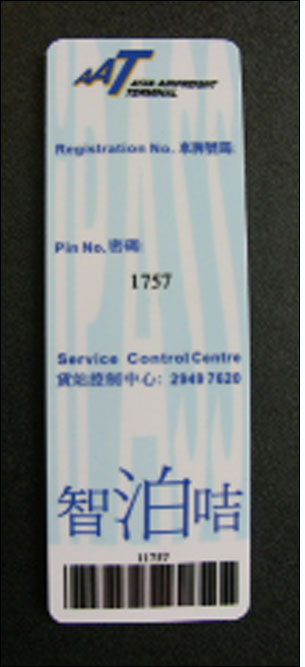 AAT ASIA AIRFREIGHT
TERMINAL
Registration No. 車牌號碼:
Pin No. 密碼:
1757
Service Control Centre
貨站控制中心: 2949 7620
智泊咭
11757
PASS